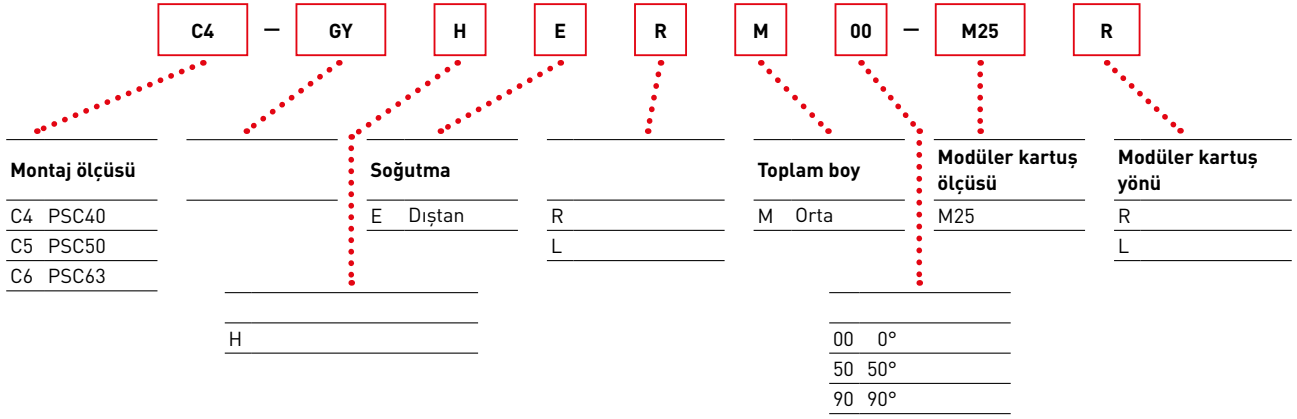 C4 – GY H E R M 00 – M25 R
Montaj ölçüsü
C4 PSC40
C5 PSC50
C6 PSC63
H
Soğutma
E Dıştan
R
L
Toplam boy
M Orta
00 0°
50 50°
90 90°
Modüler kartuş
ölçüsü
M25
Modüler kartuş
yönü
R
L